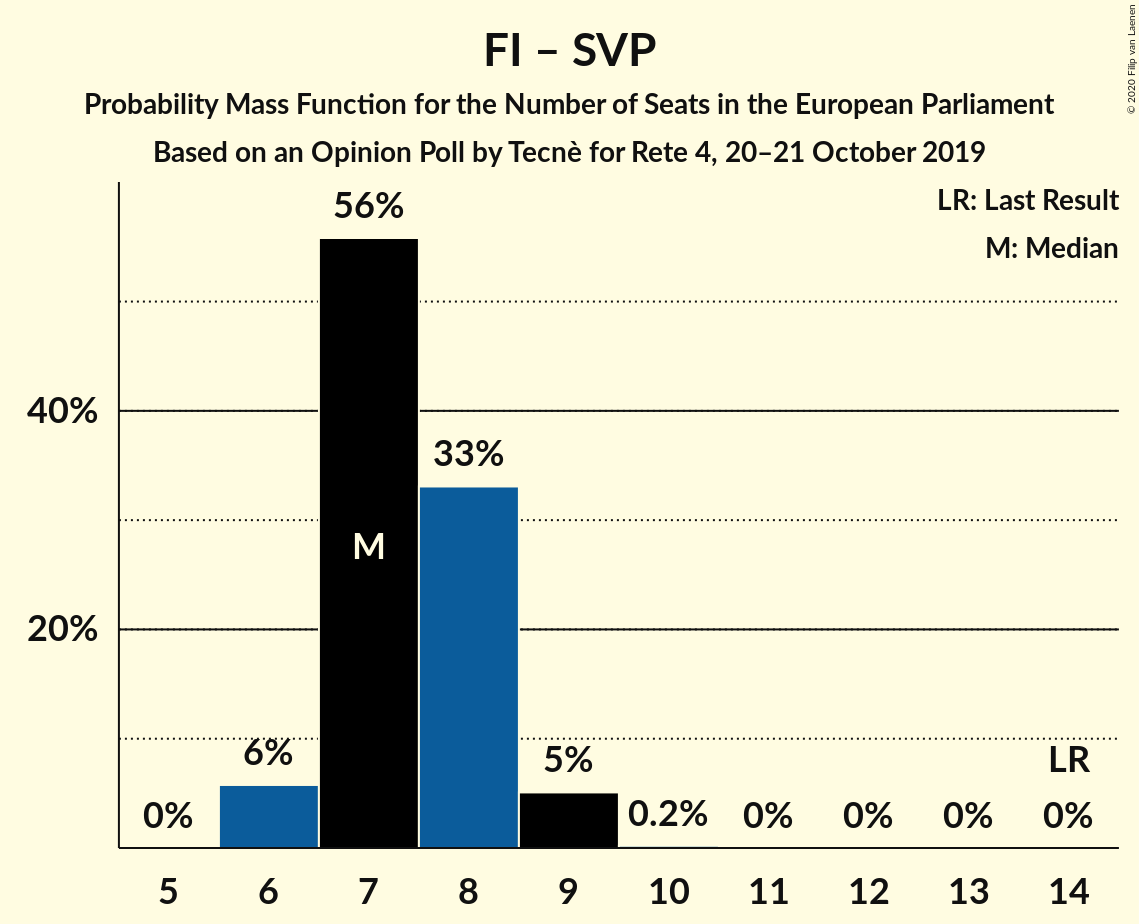 FI – SVP
Probability Mass Function for the Number of Seats in the European Parliament
Based on an Opinion Poll by Tecnè for Rete 4, 20–21 October 2019
© 2020 Filip van Laenen
LR: Last Result
M: Median
56%
40%
33%
M
20%
6%
5%
LR
0%
0.2%
0%
0%
0%
0%
5 6 7 8 9 10 11 12 13 14